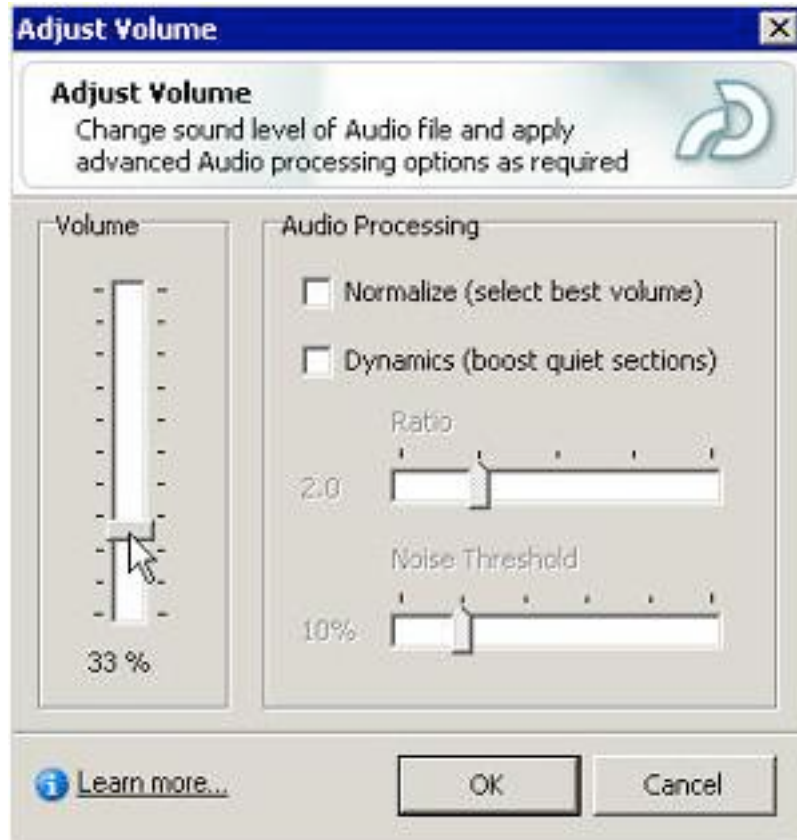 Adjust Volume
Adjust Volume
Change sound level of Audio file and apply
advanced Audio processing options as required
Volume
33 %
Audio Processing
Normalize (select best volume)
Dynamics (boost quiet sections)
Ratio
2.0
Noise Threshold
10%
Learn more...
OK
Cancel